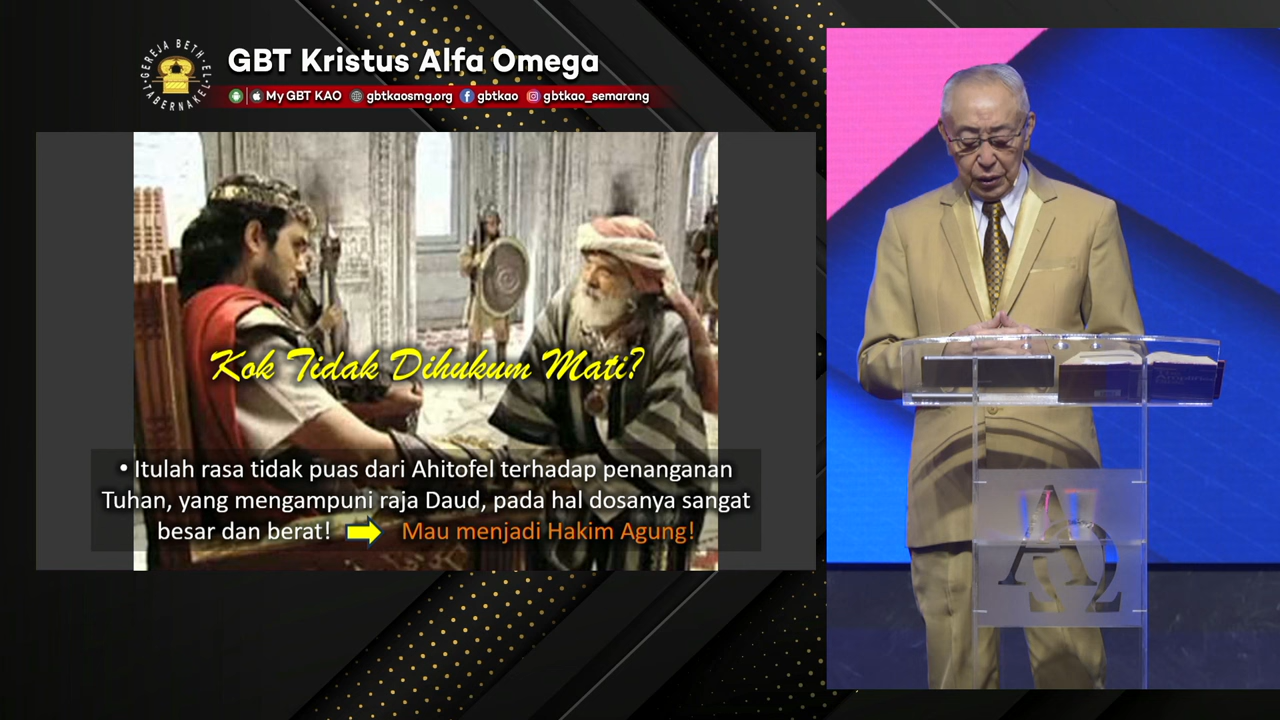 GEREJA BETH-EL
TABERNAKEL
GBT Kristus Alfa Omega
My GBT KAO gbtkaosmg.org gbtkao gbtkao_semarang
Kok Tidak Dihukum Mati?
• Itulah rasa tidak puas dari Ahitofel terhadap penanganan
Tuhan, yang mengampuni raja Daud, pada hal dosanya sangat
besar dan berat! Mau menjadi Hakim Agung!
ΑΩ